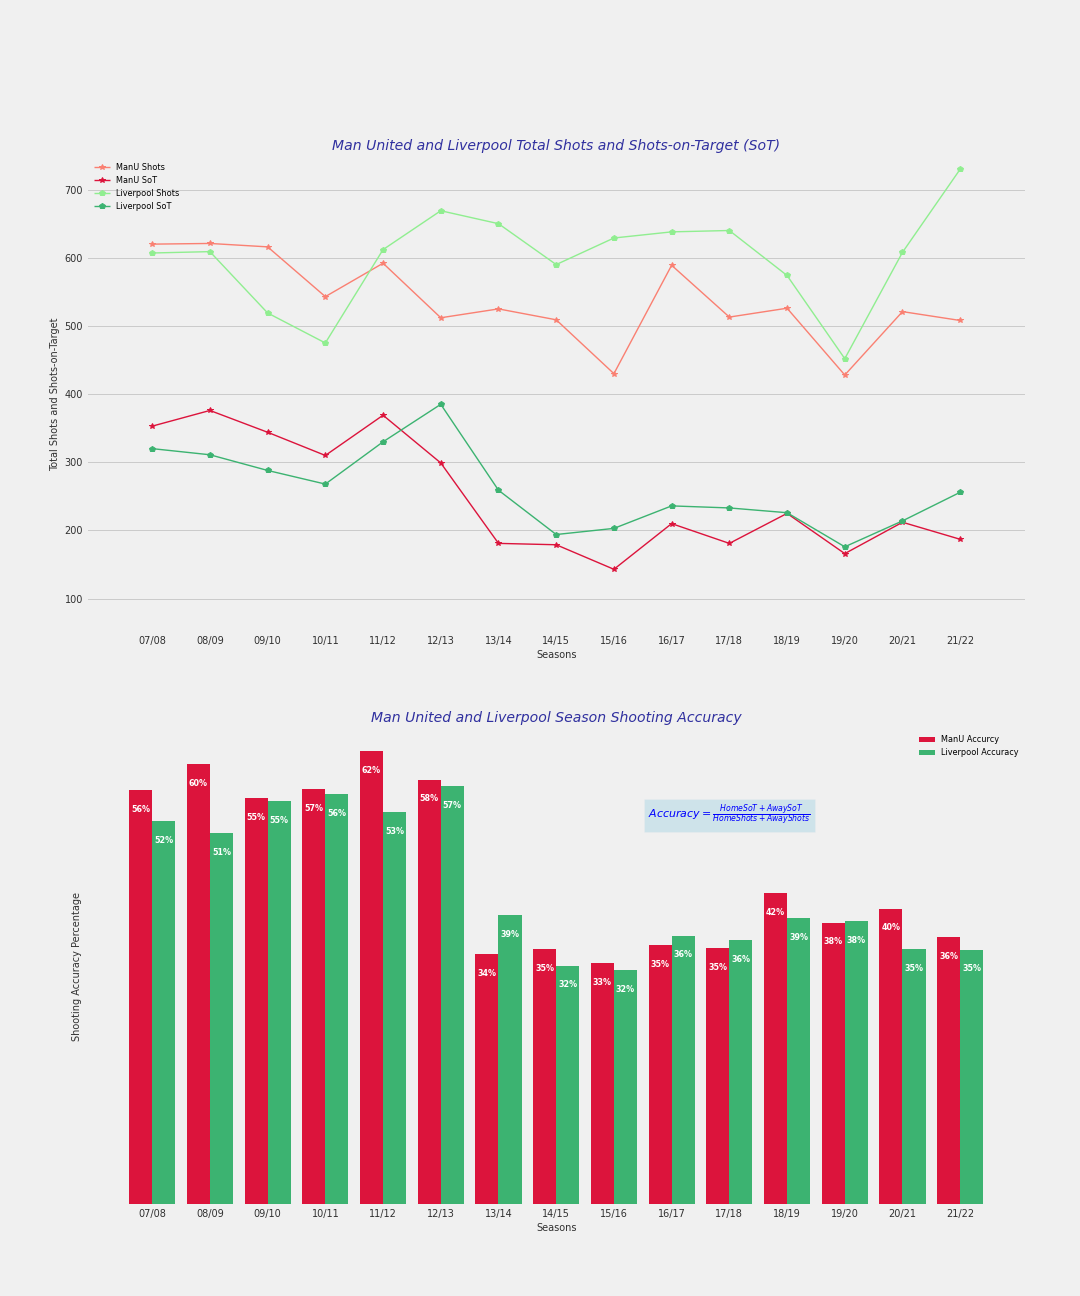 Man United and Liverpool Total Shots and Shots-on-Target (SoT)
ManU Shots
ManU SoT
Liverpool Shots
Liverpool SoT
Total Shots and Shots-on-Target
700
600
500
400
300
200
100
07/08 08/09 09/10 10/11 11/12 12/13 13/14 14/15 15/16 16/17 17/18 18/19 19/20 20/21 21/22
Seasons
Man United and Liverpool Season Shooting Accuracy
ManU Accurcy
Liverpool Accuracy
Accuracy = HomeSoT + AwaySoT
HomeShots + AwayShots
Shooting Accuracy Percentage
56% 52% 60% 51% 55% 55% 57% 56% 62% 53% 58% 57% 34% 39% 35% 32% 33% 32% 35% 36% 35% 36% 42% 39% 38% 38% 40% 35% 36% 35%
07/08 08/09 09/10 10/11 11/12 12/13 13/14 14/15 15/16 16/17 17/18 18/19 19/20 20/21 21/22
Seasons